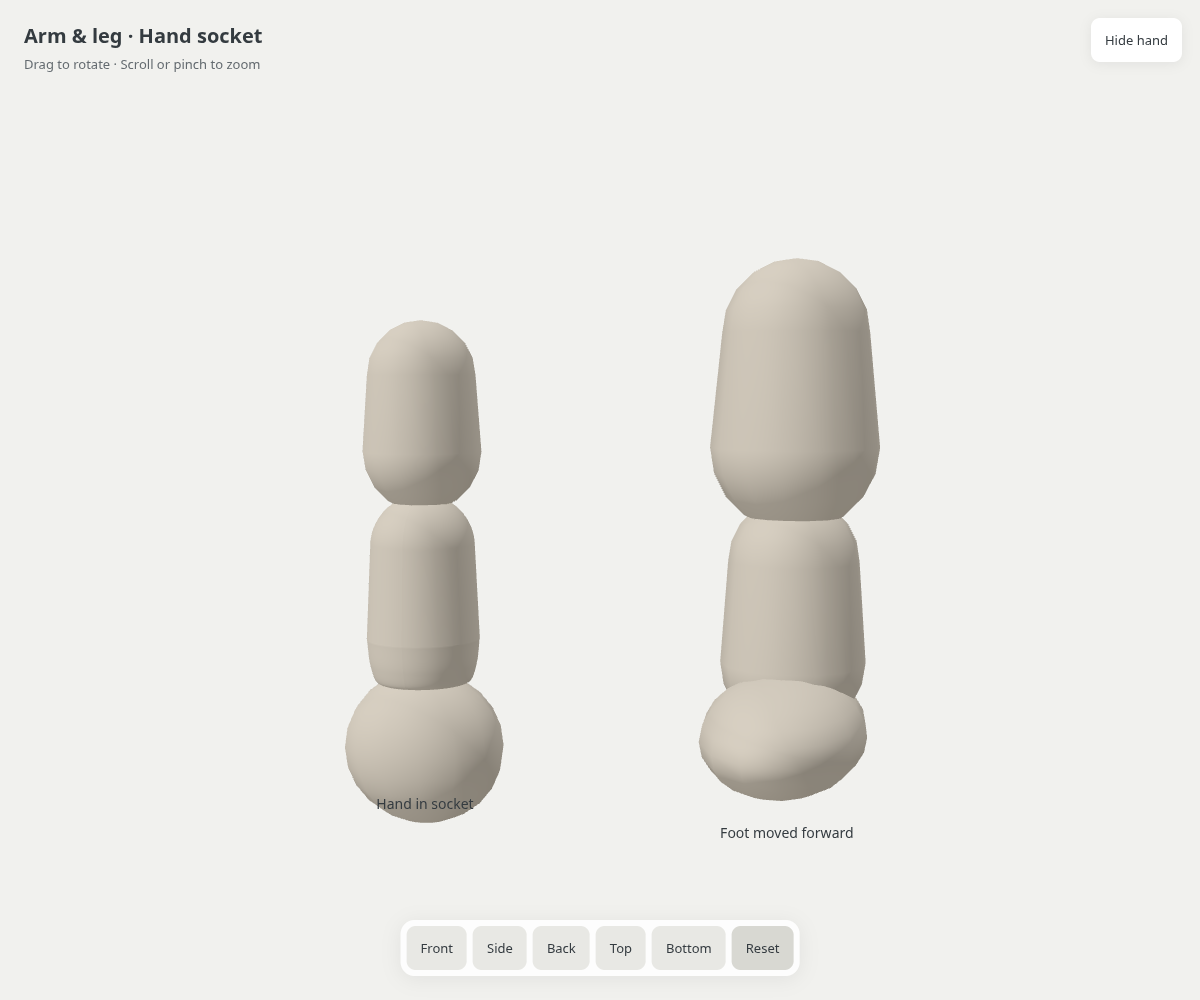 Arm & leg · Hand socket
Drag to rotate · Scroll or pinch to zoom
Hide hand
Hand in socket
Foot moved forward
Front Side Back Top Bottom Reset